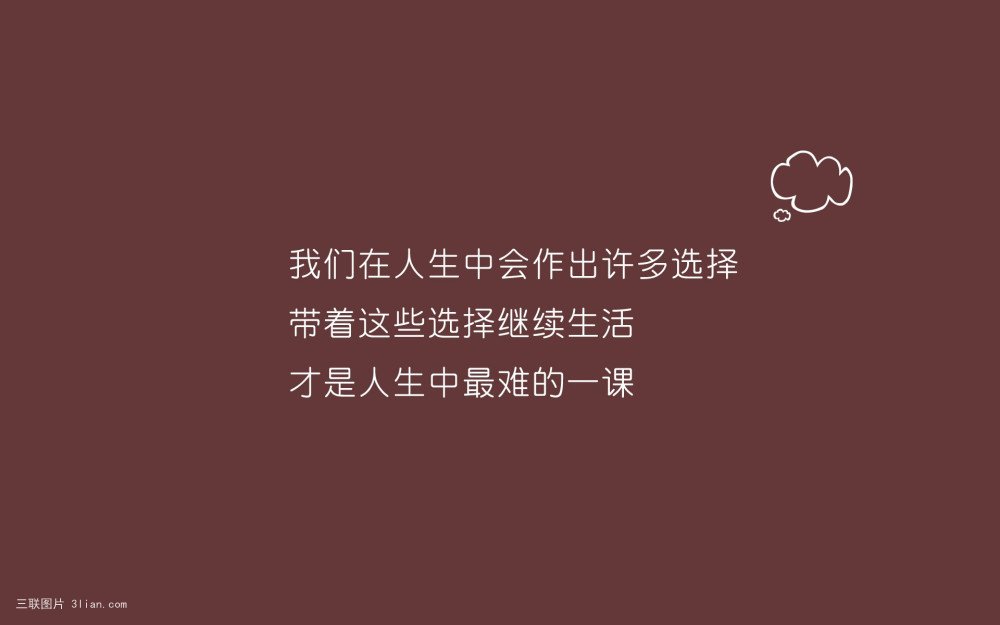 我们在人生中会作出许多选择
带着这些选择继续生活
才是人生中最难的一课
三联图片 3lian.com